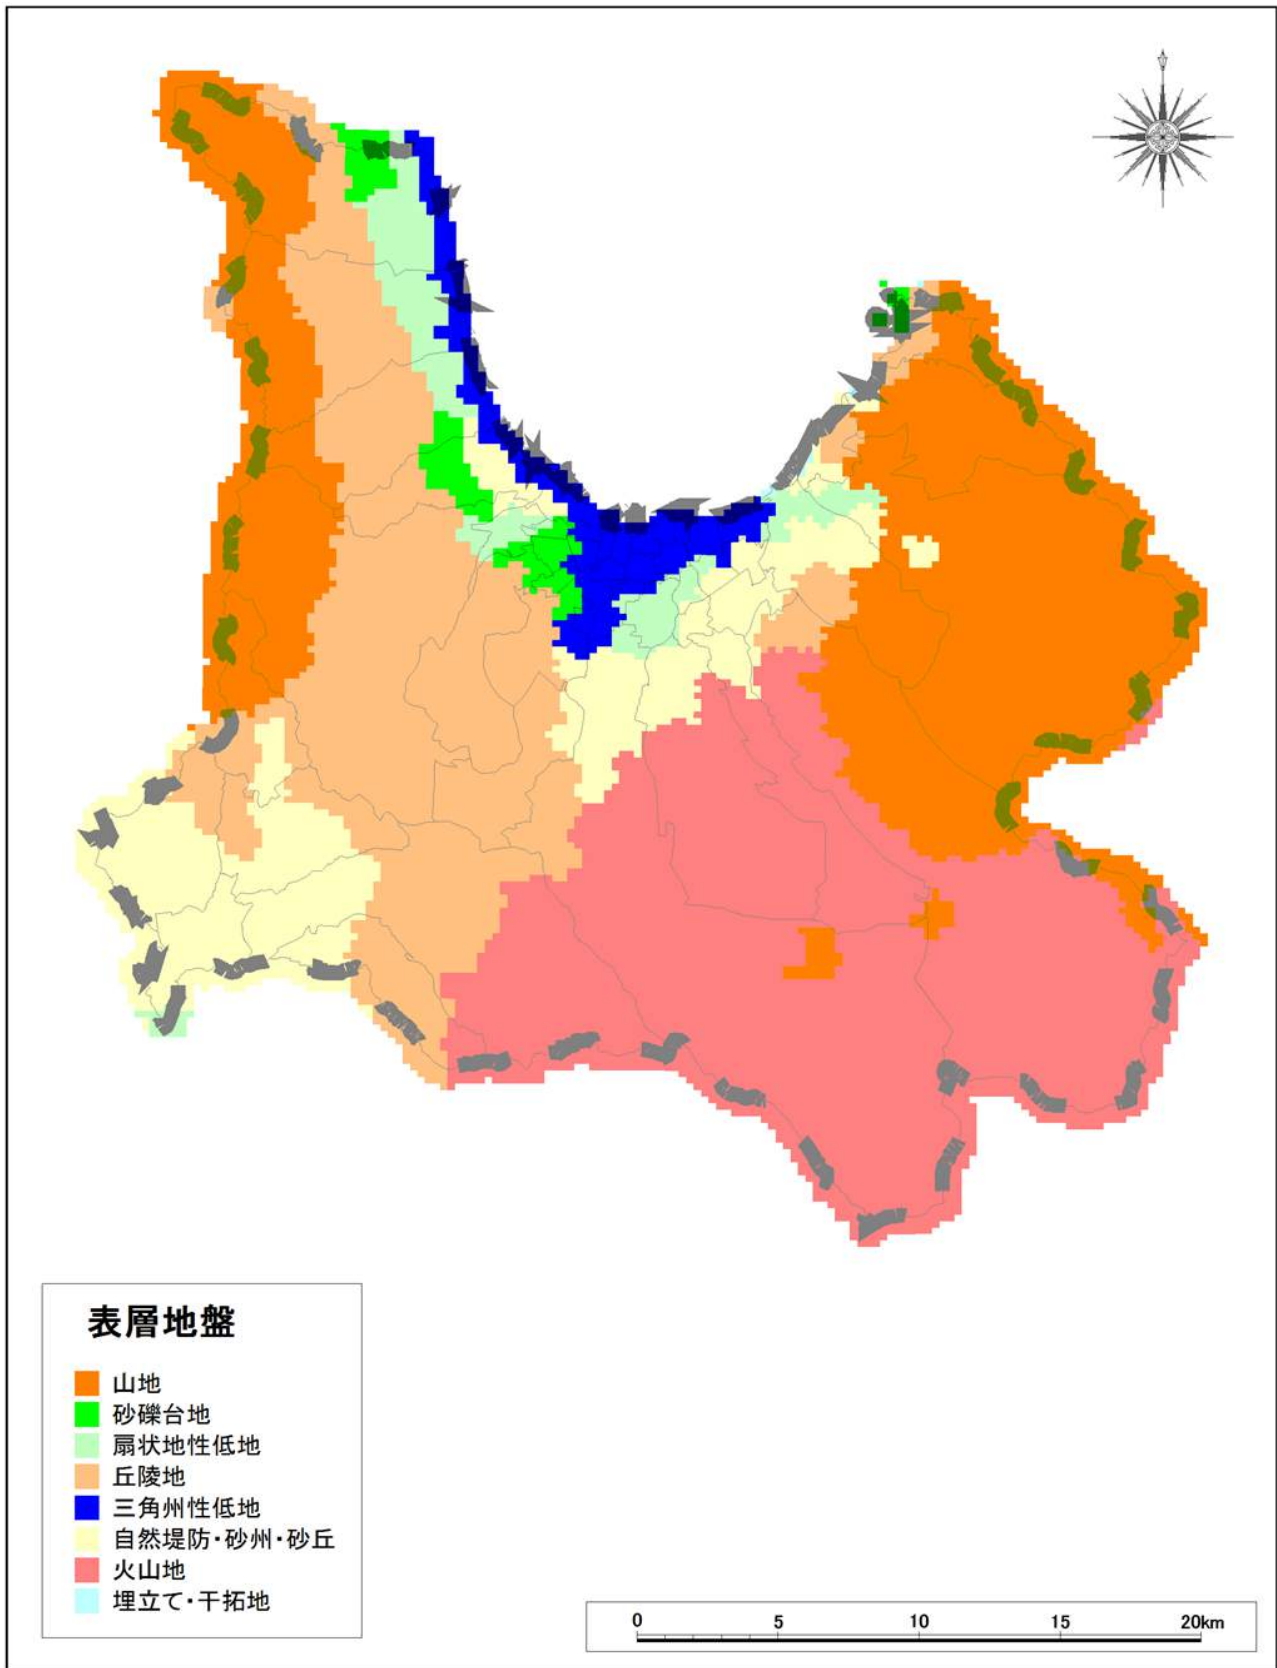 表層地盤
山地
砂礫台地
扇状地性低地
丘陵地
三角州性低地
自然堤防・砂州・砂丘
火山地
埋立て・干拓地
0 5 10 15 20km